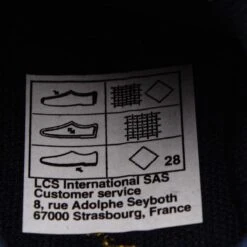 28
LCS International SAS
Customer service
8, rue Adolphe Seyboth
67000 Strasbourg, France